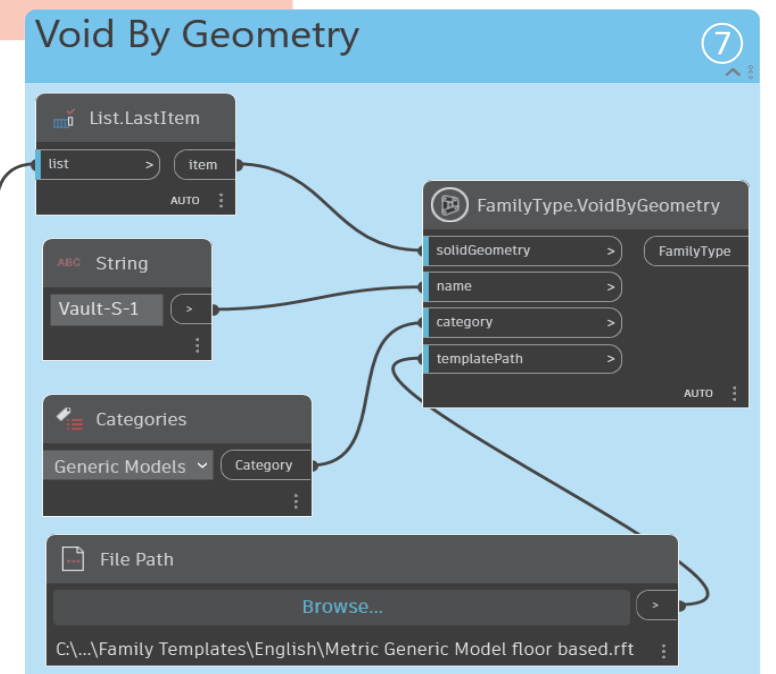 Void By Geometry
⑦
List.LastItem
list > item
AUTO
FamilyType.VoidByGeometry
solidGeometry > FamilyType
name >
category >
templatePath >
AUTO
ABC String
Vault-S-1 >
Categories
Generic Models Category
File Path
Browse...
>
C:\...\Family Templates\English\Metric Generic Model floor based.rft